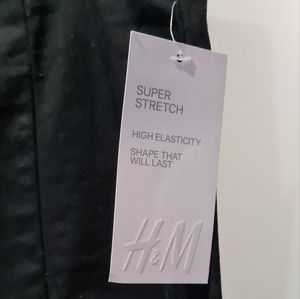 SUPER
STRETCH
HIGH ELASTICITY
SHAPE THAT
WILL LAST
H&M